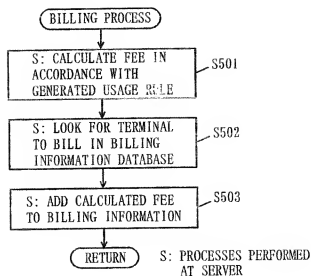 BILLING PROCESS
S: CALCULATE FEE IN
ACCORDANCE WITH
GENERATED USAGE RULE
S501
S: LOOK FOR TERMINAL
TO BILL IN BILLING
INFORMATION DATABASE
S502
S: ADD CALCULATED FEE
TO BILLING INFORMATION
S503
RETURN
S: PROCESSES PERFORMED
AT SERVER